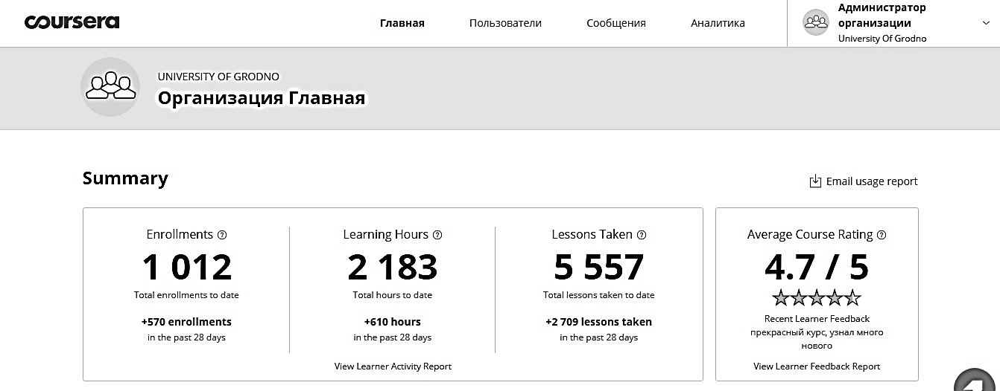 coursera
Главная Пользователи Сообщения Аналитика
Администратор
организации
University Of Grodno
UNIVERSITY OF GRODNO
Организация Главная
Summary
Email usage report
Enrollments
1 012
Total enrollments to date
+570 enrollments
in the past 28 days
Learning Hours
2 183
Total hours to date
+610 hours
in the past 28 days
Lessons Taken
5 557
Total lessons taken to date
+2 709 lessons taken
in the past 28 days
View Learner Activity Report
Average Course Rating
4.7 / 5
Recent Learner Feedback
прекрасный курс, узнал много
нового
View Learner Feedback Report